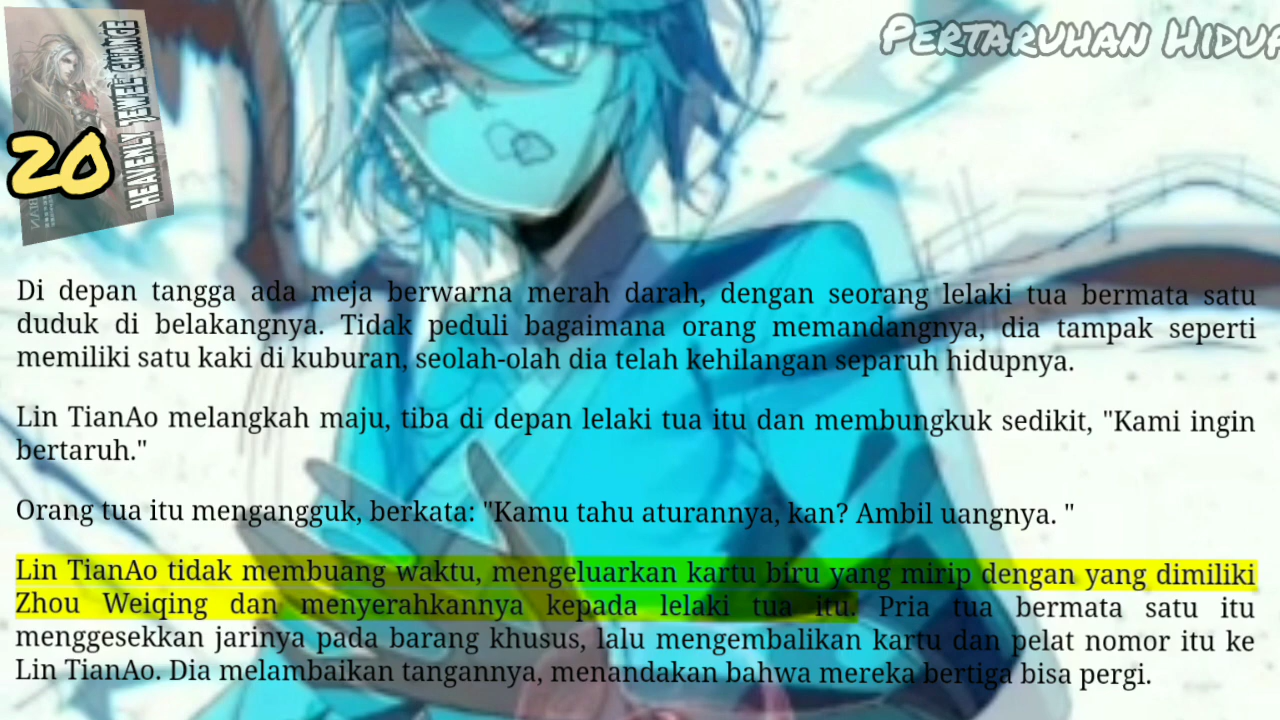 PERTARUHAN HIDUP
HEAVENLY JEWEL CHANGE
20
Di depan tangga ada meja berwarna merah darah, dengan seorang lelaki tua bermata satu
duduk di belakangnya. Tidak peduli bagaimana orang memandangnya, dia tampak seperti
memiliki satu kaki di kuburan, seolah-olah dia telah kehilangan separuh hidupnya.
Lin TianAo melangkah maju, tiba di depan lelaki tua itu dan membungkuk sedikit, "Kami ingin
bertaruh."
Orang tua itu mengangguk, berkata: "Kamu tahu aturannya, kan? Ambil uangnya. "
Lin TianAo tidak membuang waktu, mengeluarkan kartu biru yang mirip dengan yang dimiliki
Zhou Weiqing dan menyerahkannya kepada lelaki tua itu. Pria tua bermata satu itu
menggesekkan jarinya pada barang khusus, lalu mengembalikan kartu dan pelat nomor itu ke
Lin TianAo. Dia melambaikan tangannya, menandakan bahwa mereka bertiga bisa pergi.